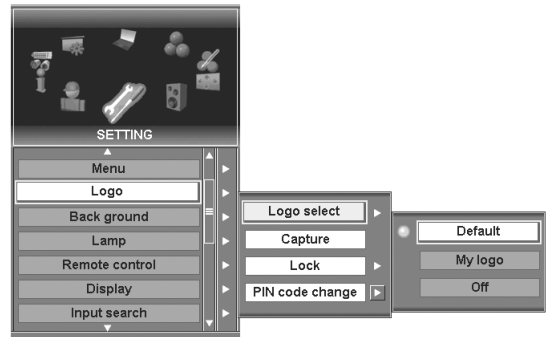 SETTING
Menu
Logo
Back ground
Lamp
Remote control
Display
Input search
Logo select
Capture
Lock
PIN code change
Default
My logo
Off